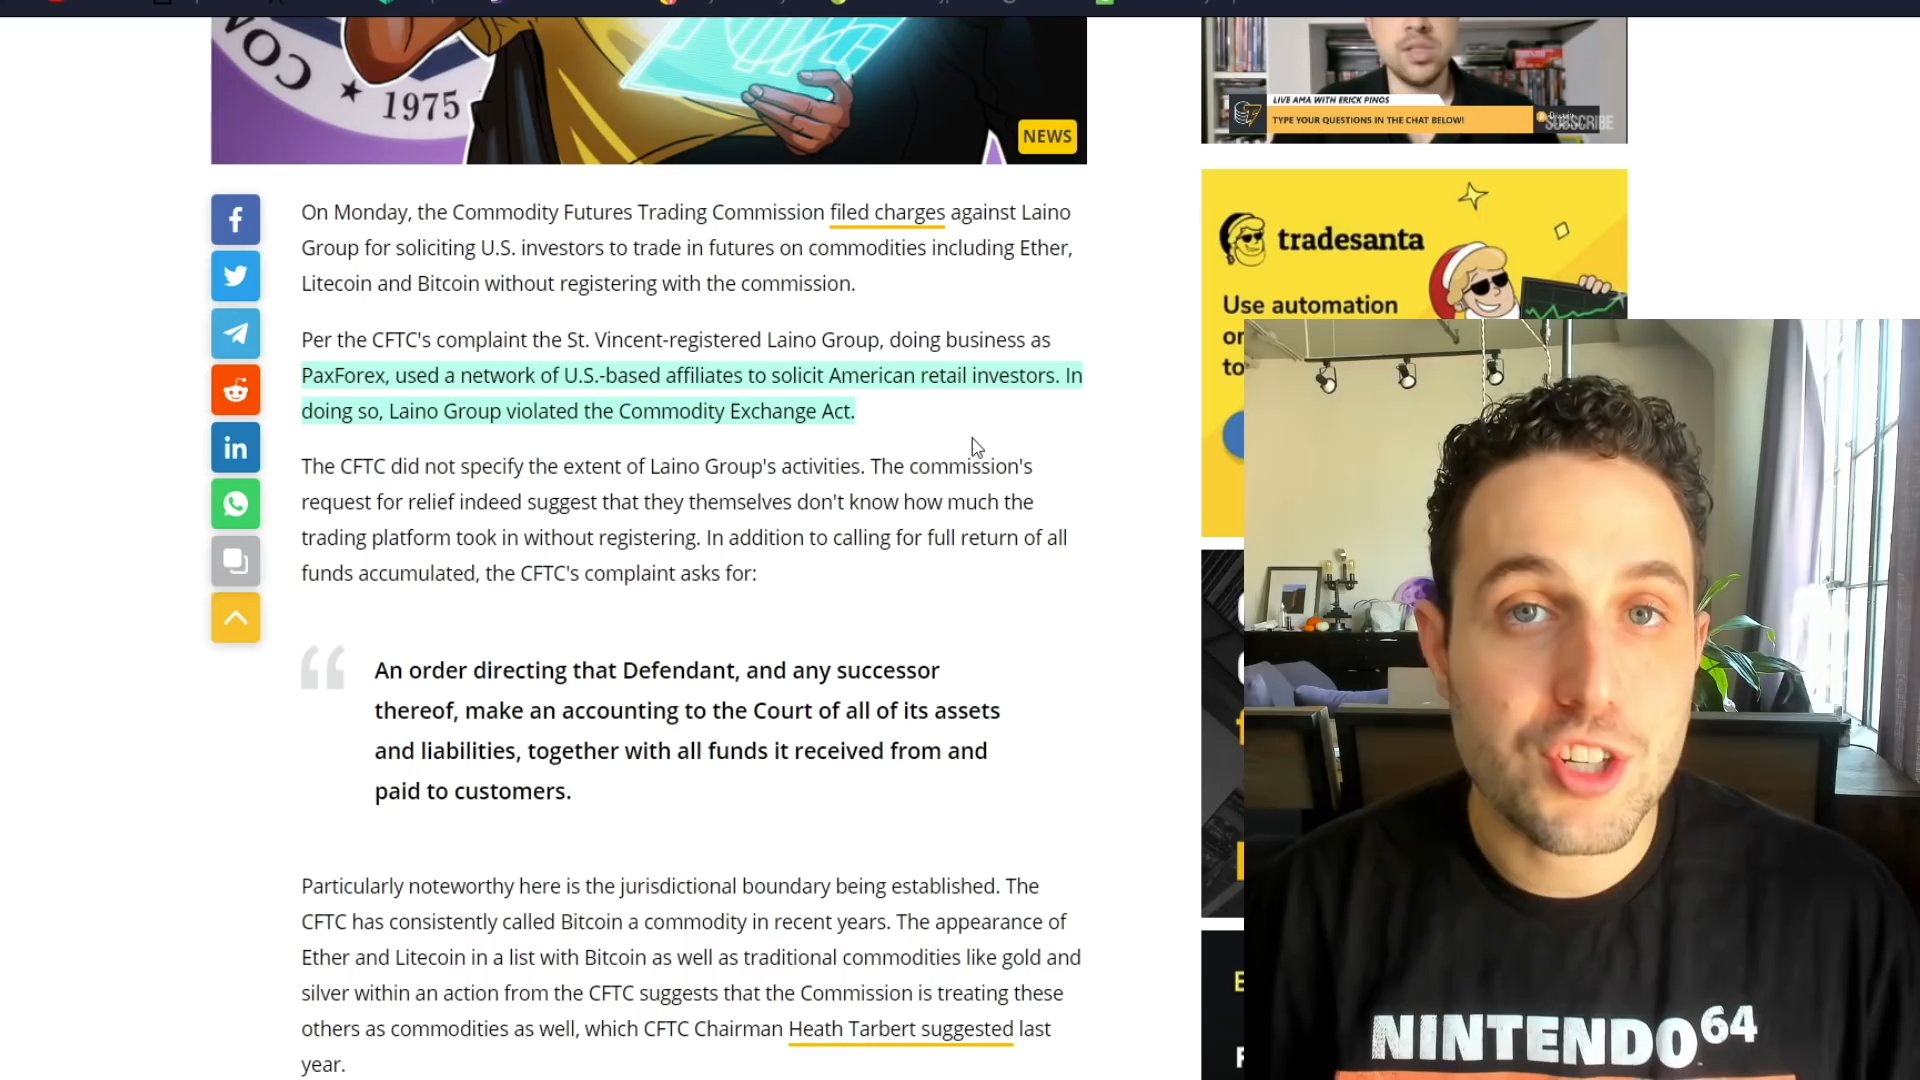 CON
★ 1975
NEWS
LIVE AMA WITH ERICK PINOS
TYPE YOUR QUESTIONS IN THE CHAT BELOW!
SUBSCRIBE
On Monday, the Commodity Futures Trading Commission filed charges against Laino
Group for soliciting U.S. investors to trade in futures on commodities including Ether,
Litecoin and Bitcoin without registering with the commission.
Per the CFTC's complaint the St. Vincent-registered Laino Group, doing business as
PaxForex, used a network of U.S.-based affiliates to solicit American retail investors. In
doing so, Laino Group violated the Commodity Exchange Act.
The CFTC did not specify the extent of Laino Group's activities. The commission's
request for relief indeed suggest that they themselves don't know how much the
trading platform took in without registering. In addition to calling for full return of all
funds accumulated, the CFTC's complaint asks for:
An order directing that Defendant, and any successor
thereof, make an accounting to the Court of all of its assets
and liabilities, together with all funds it received from and
paid to customers.
Particularly noteworthy here is the jurisdictional boundary being established. The
CFTC has consistently called Bitcoin a commodity in recent years. The appearance of
Ether and Litecoin in a list with Bitcoin as well as traditional commodities like gold and
silver within an action from the CFTC suggests that the Commission is treating these
others as commodities as well, which CFTC Chairman Heath Tarbert suggested last
year.
tradesanta
Use automation
to
NINTENDO 64